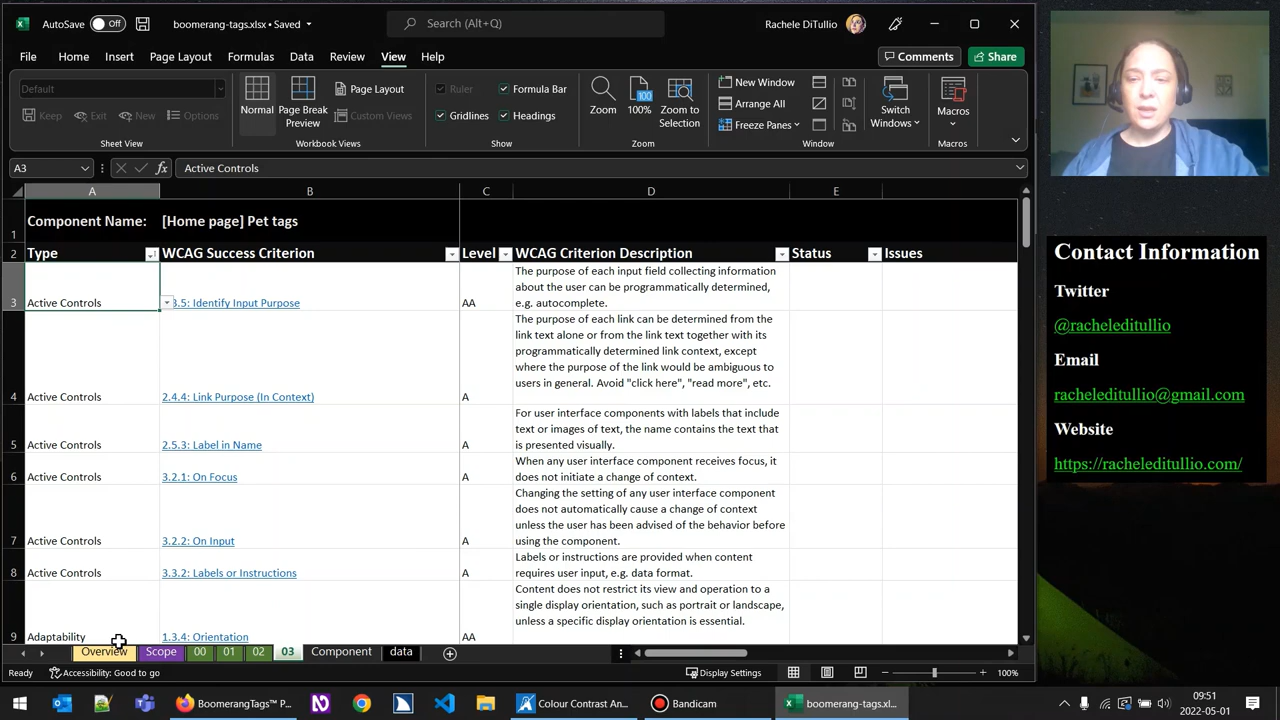 AutoSave Off boomerang-tags.xlsx • Saved Search (Alt+Q) Rachele DiTullio
File Home Insert Page Layout Formulas Data Review View Help Comments Share
Default
Keep Exit New Options
Sheet View
Normal
Page Break
Preview
Page Layout
Custom Views
Workbook Views
Ruler Formula Bar
Gridlines Headings
Show
Zoom
100
100%
Zoom to
Selection
Zoom
New Window
Arrange All
Freeze Panes
Switch
Windows
Window
Macros
Macros
A3 fx Active Controls
A B C D E
1 Component Name: [Home page] Pet tags
2 Type WCAG Success Criterion Level WCAG Criterion Description Status Issues
The purpose of each input field collecting information
about the user can be programmatically determined,
3 Active Controls 3.5: Identify Input Purpose AA e.g. autocomplete.
The purpose of each link can be determined from the
link text alone or from the link text together with its
programmatically determined link context, except
where the purpose of the link would be ambiguous to
4 Active Controls 2.4.4: Link Purpose (In Context) A users in general. Avoid "click here", "read more", etc.
For user interface components with labels that include
text or images of text, the name contains the text that
5 Active Controls 2.5.3: Label in Name A is presented visually.
When any user interface component receives focus, it
6 Active Controls 3.2.1: On Focus A does not initiate a change of context.
Changing the setting of any user interface component
does not automatically cause a change of context
unless the user has been advised of the behavior before
7 Active Controls 3.2.2: On Input A using the component.
Labels or instructions are provided when content
8 Active Controls 3.3.2: Labels or Instructions A requires user input, e.g. data format.
Content does not restrict its view and operation to a
single display orientation, such as portrait or landscape,
unless a specific display orientation is essential.
9 Adaptability 1.3.4: Orientation AA
Overview Scope 00 01 02 03 Component data
Ready Accessibility: Good to go Display Settings 100%
BoomerangTags™ P... Colour Contrast An... Bandicam boomerang-tags.xl... 09:51
2022-05-01
Contact Information
Twitter
@racheleditullio
Email
racheleditullio@gmail.com
Website
https://racheleditullio.com/